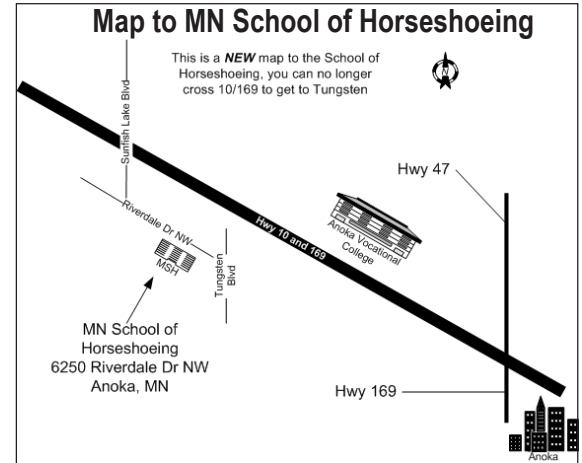 Map to MN School of Horseshoeing
This is a NEW map to the School of
Horseshoeing, you can no longer
cross 10/169 to get to Tungsten
Sunfish Lake Blvd
Hwy 47
Riverdale Dr NW
MSH
Tungsten
Blvd
Hwy 10 and 169
Anoka Vocational
College
MN School of
Horseshoeing
6250 Riverdale Dr NW
Anoka, MN
Hwy 169
Anoka